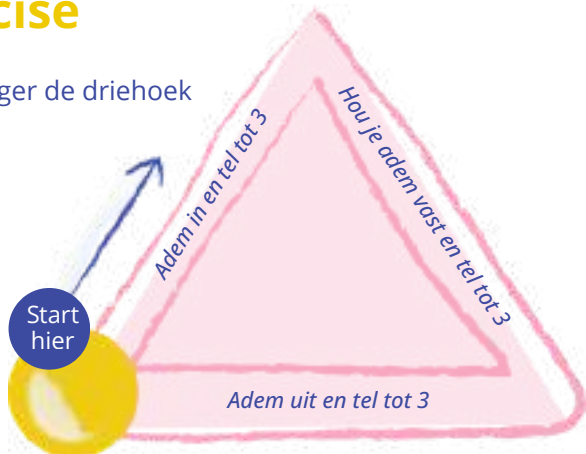 cise
ger de driehoek
Adem in en tel tot 3
Hou je adem vast en tel tot 3
Start
hier
Adem uit en tel tot 3